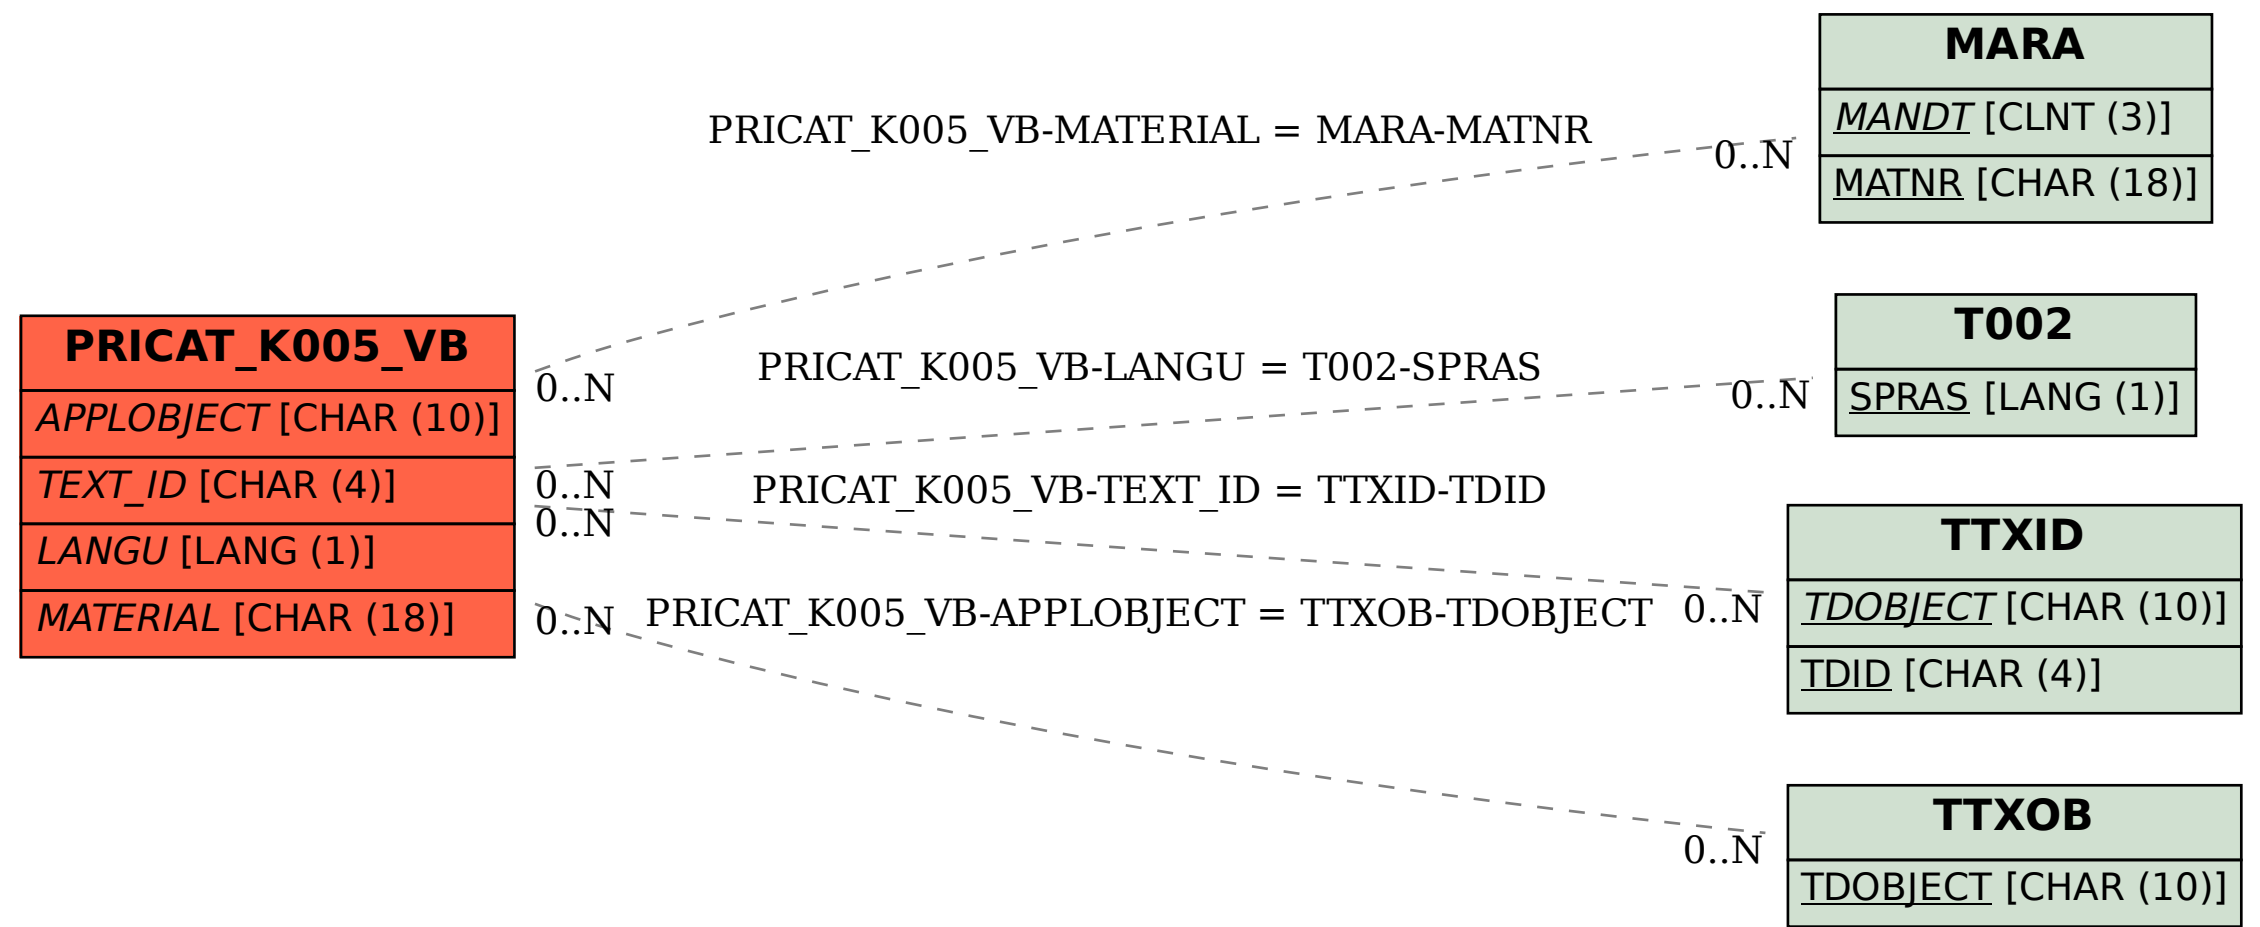 PRICAT_K005_VB
APPLOBJECT [CHAR (10)]
TEXT_ID [CHAR (4)]
LANGU [LANG (1)]
MATERIAL [CHAR (18)]
PRICAT_K005_VB-MATERIAL = MARA-MATNR
0..N
0..N
PRICAT_K005_VB-LANGU = T002-SPRAS
0..N
0..N
PRICAT_K005_VB-TEXT_ID = TTXID-TDID
0..N
0..N
PRICAT_K005_VB-APPLOBJECT = TTXOB-TDOBJECT
0..N
0..N
MARA
MANDT [CLNT (3)]
MATNR [CHAR (18)]
T002
SPRAS [LANG (1)]
TTXID
TDOBJECT [CHAR (10)]
TDID [CHAR (4)]
TTXOB
TDOBJECT [CHAR (10)]